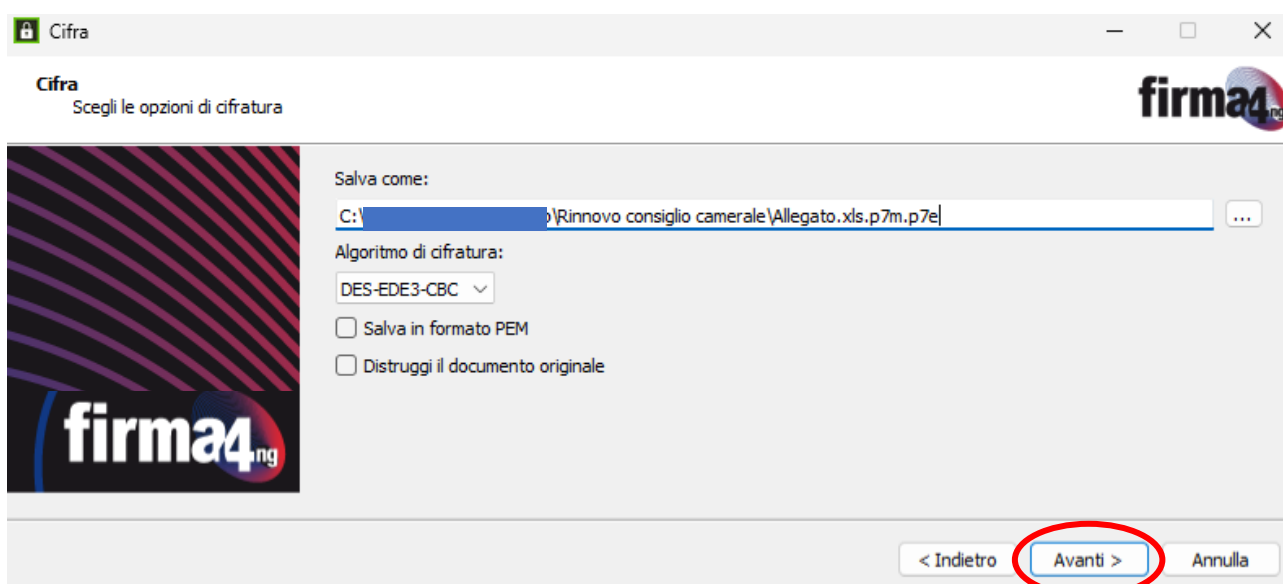 Cifra
Cifra
Scegli le opzioni di cifratura
firma4ng
Salva come:
C:\ \Rinnovo consiglio camerale\Allegato.xls.p7m.p7e
...
Algoritmo di cifratura:
DES-EDE3-CBC
Salva in formato PEM
Distruggi il documento originale
firma4ng
< Indietro
Avanti >
Annulla